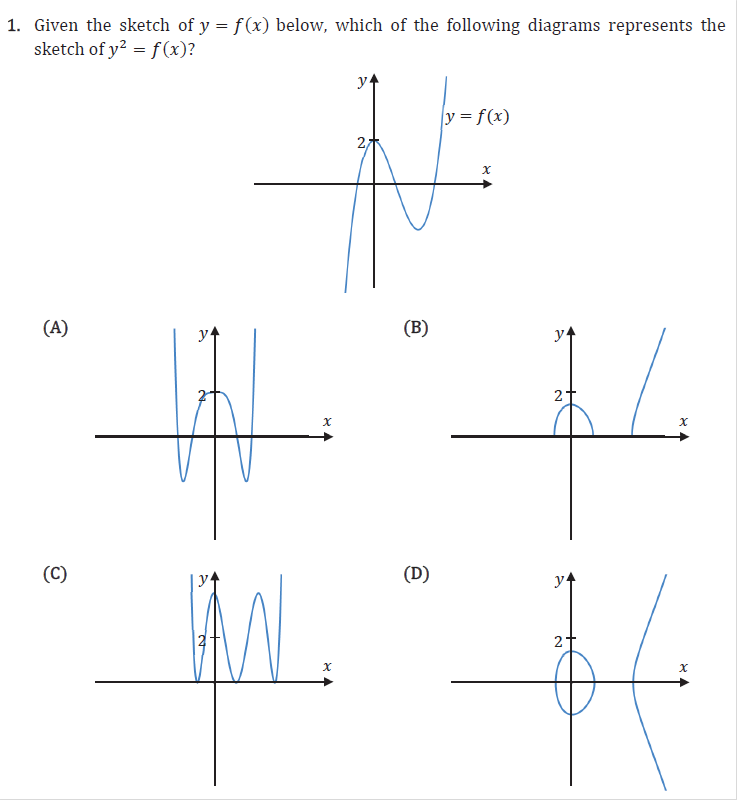 1. Given the sketch of y = f(x) below, which of the following diagrams represents the
sketch of y² = f(x)?
y
y = f(x)
2
x
(A)
y
2
x
(B)
y
2
x
(C)
y
2
x
(D)
y
2
x